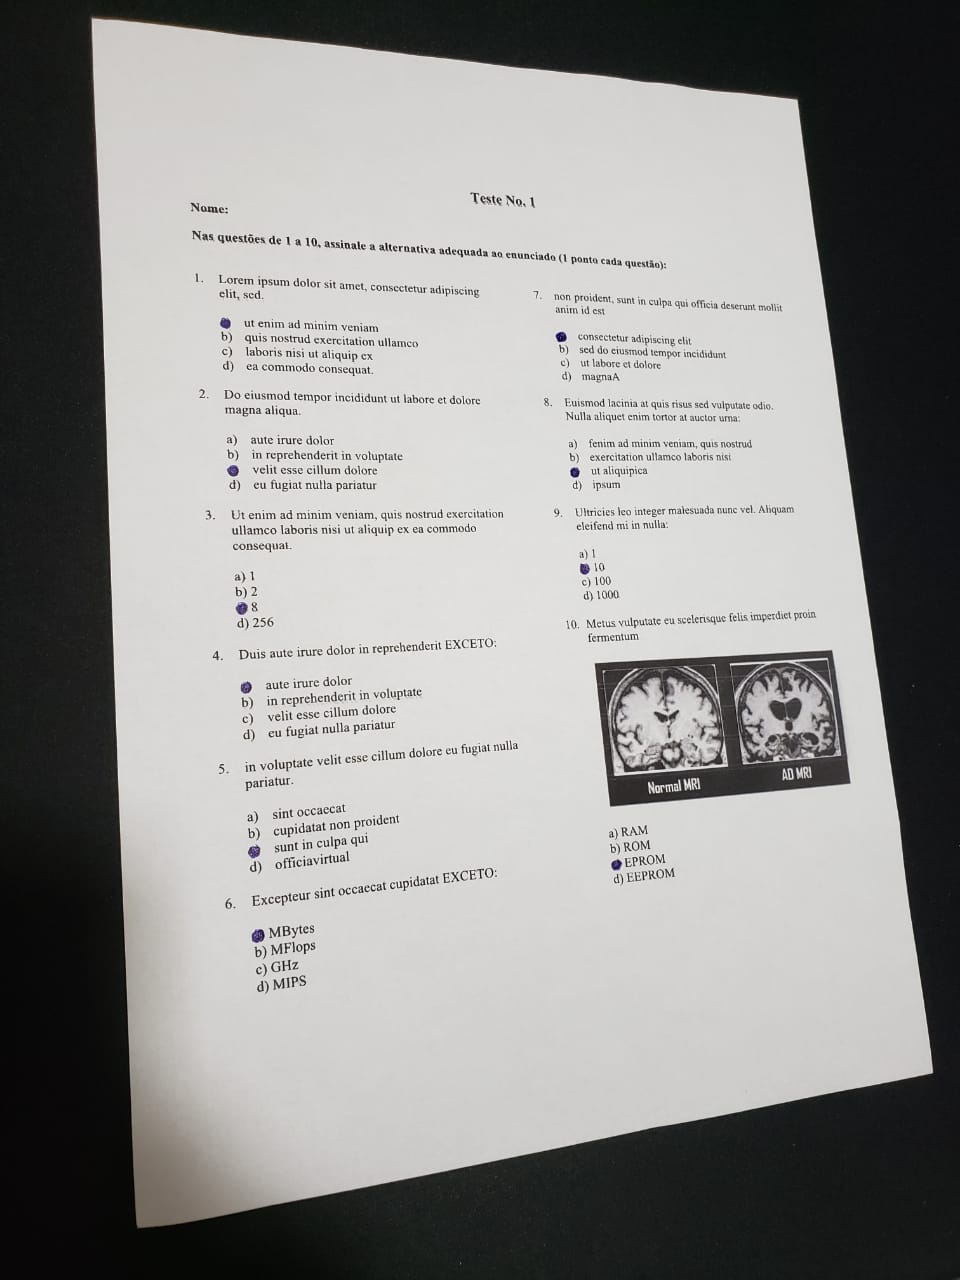 Teste No. 1
Nome:
Nas questões de 1 a 10, assinale a alternativa adequada ao enunciado (1 ponto cada questão):
1. Lorem ipsum dolor sit amet, consectetur adipiscing
elit, sed.
ut enim ad minim veniam
b) quis nostrud exercitation ullamco
c) laboris nisi ut aliquip ex
d) ea commodo consequat.
2. Do eiusmod tempor incididunt ut labore et dolore
magna aliqua.
a) aute irure dolor
b) in reprehenderit in voluptate
velit esse cillum dolore
d) eu fugiat nulla pariatur
3. Ut enim ad minim veniam, quis nostrud exercitation
ullamco laboris nisi ut aliquip ex ea commodo
consequat.
a) 1
b) 2
8
d) 256
4. Duis aute irure dolor in reprehenderit EXCETO:
aute irure dolor
b) in reprehenderit in voluptate
c) velit esse cillum dolore
d) eu fugiat nulla pariatur
5. in voluptate velit esse cillum dolore eu fugiat nulla
pariatur.
a) sint occaecat
b) cupidatat non proident
sunt in culpa qui
d) officiavirtual
6. Excepteur sint occaecat cupidatat EXCETO:
MBytes
b) MFlops
c) GHz
d) MIPS
7. non proident, sunt in culpa qui officia deserunt mollit
anim id est
consectetur adipiscing elit
b) sed do eiusmod tempor incididunt
c) ut labore et dolore
d) magnaA
8. Euismod lacinia at quis risus sed vulputate odio.
Nulla aliquet enim tortor at auctor urna:
a) fenim ad minim veniam, quis nostrud
b) exercitation ullamco laboris nisi
ut aliquipica
d) ipsum
9. Ultricies leo integer malesuada nunc vel. Aliquam
eleifend mi in nulla:
a) 1
10
c) 100
d) 1000
10. Metus vulputate eu scelerisque felis imperdiet proin
fermentum
Normal MRI
AD MRI
a) RAM
b) ROM
EPROM
d) EEPROM